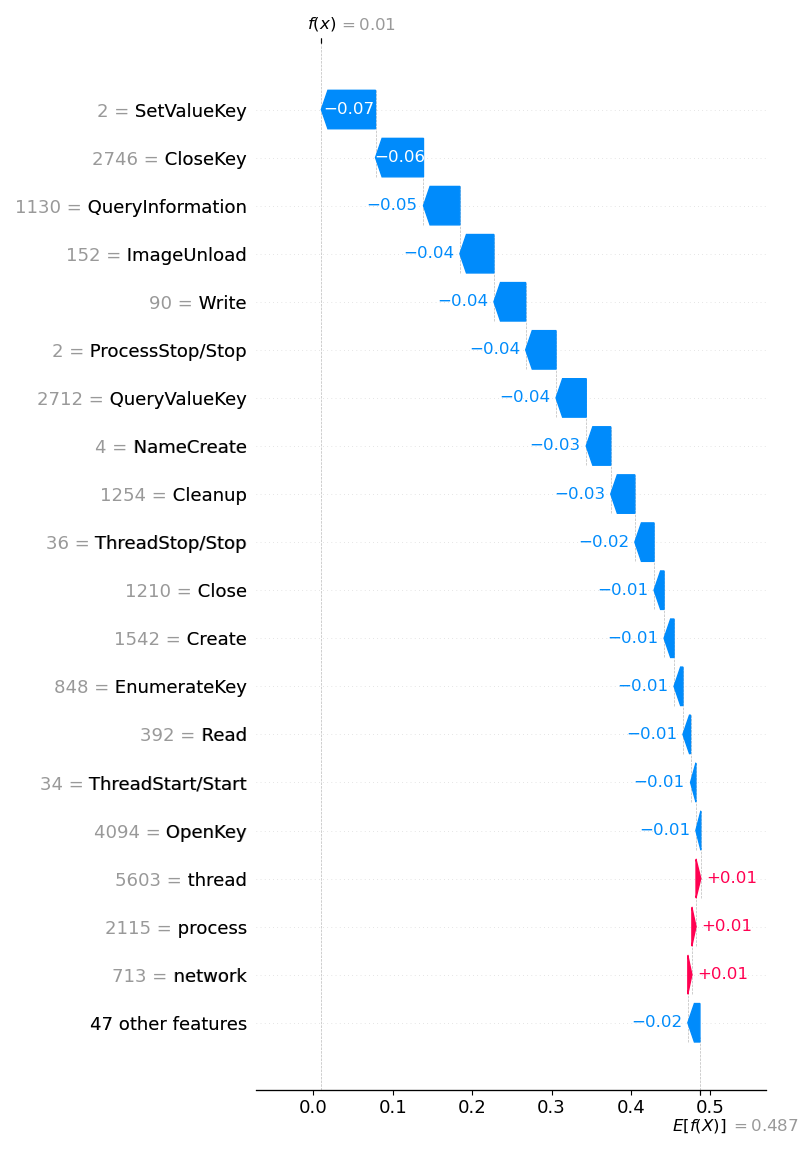 f(x) = 0.01
2 = SetValueKey −0.07
2746 = CloseKey −0.06
1130 = QueryInformation −0.05
152 = ImageUnload −0.04
90 = Write −0.04
2 = ProcessStop/Stop −0.04
2712 = QueryValueKey −0.04
4 = NameCreate −0.03
1254 = Cleanup −0.03
36 = ThreadStop/Stop −0.02
1210 = Close −0.01
1542 = Create −0.01
848 = EnumerateKey −0.01
392 = Read −0.01
34 = ThreadStart/Start −0.01
4094 = OpenKey −0.01
5603 = thread +0.01
2115 = process +0.01
713 = network +0.01
47 other features −0.02
0.0 0.1 0.2 0.3 0.4 0.5
E[f(X)] = 0.487